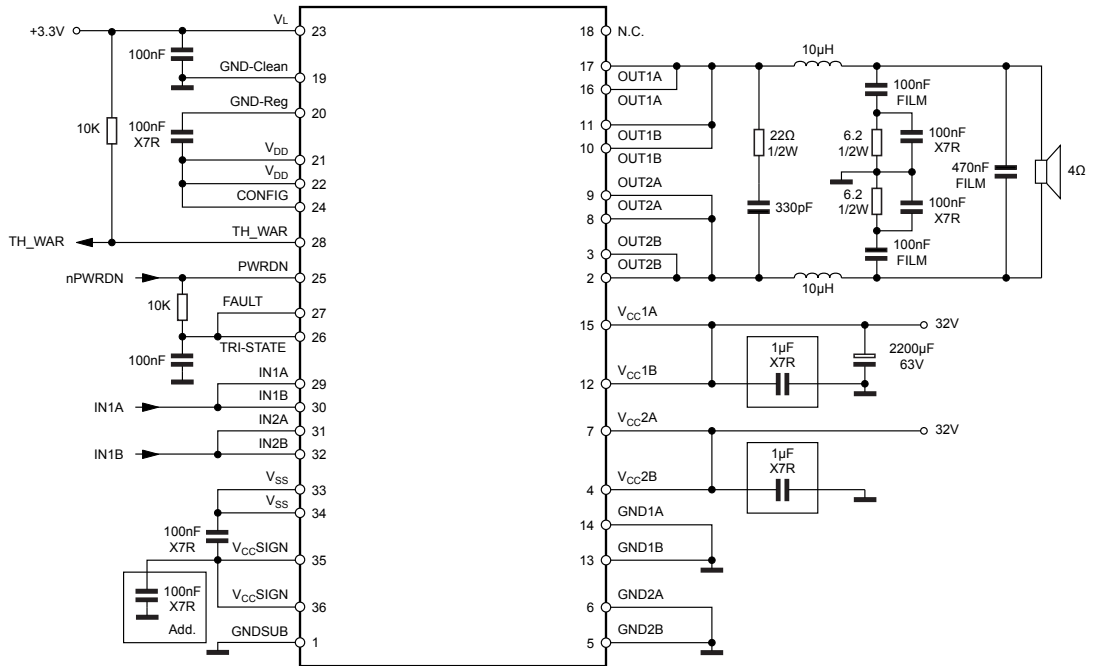 +3.3V
VL
23
100nF
GND-Clean
19
GND-Reg
20
10K
100nF
X7R
VDD
21
VDD
22
CONFIG
24
TH_WAR
TH_WAR
28
nPWRDN
PWRDN
25
10K
FAULT
27
TRI-STATE
26
100nF
IN1A
29
IN1A
IN1B
30
IN2A
31
IN1B
IN2B
32
VSS
33
VSS
34
100nF
X7R
VCCSIGN
35
100nF
X7R
Add.
VCCSIGN
36
GNDSUB
1
18
N.C.
17
OUT1A
16
OUT1A
11
OUT1B
10
OUT1B
OUT2A
9
OUT2A
8
OUT2B
3
OUT2B
2
10µH
22Ω
1/2W
330pF
10µH
100nF
FILM
6.2
1/2W
100nF
X7R
6.2
1/2W
100nF
X7R
100nF
FILM
470nF
FILM
4Ω
VCC1A
15
32V
1µF
X7R
2200µF
63V
VCC1B
12
VCC2A
7
32V
1µF
X7R
VCC2B
4
GND1A
14
GND1B
13
GND2A
6
GND2B
5